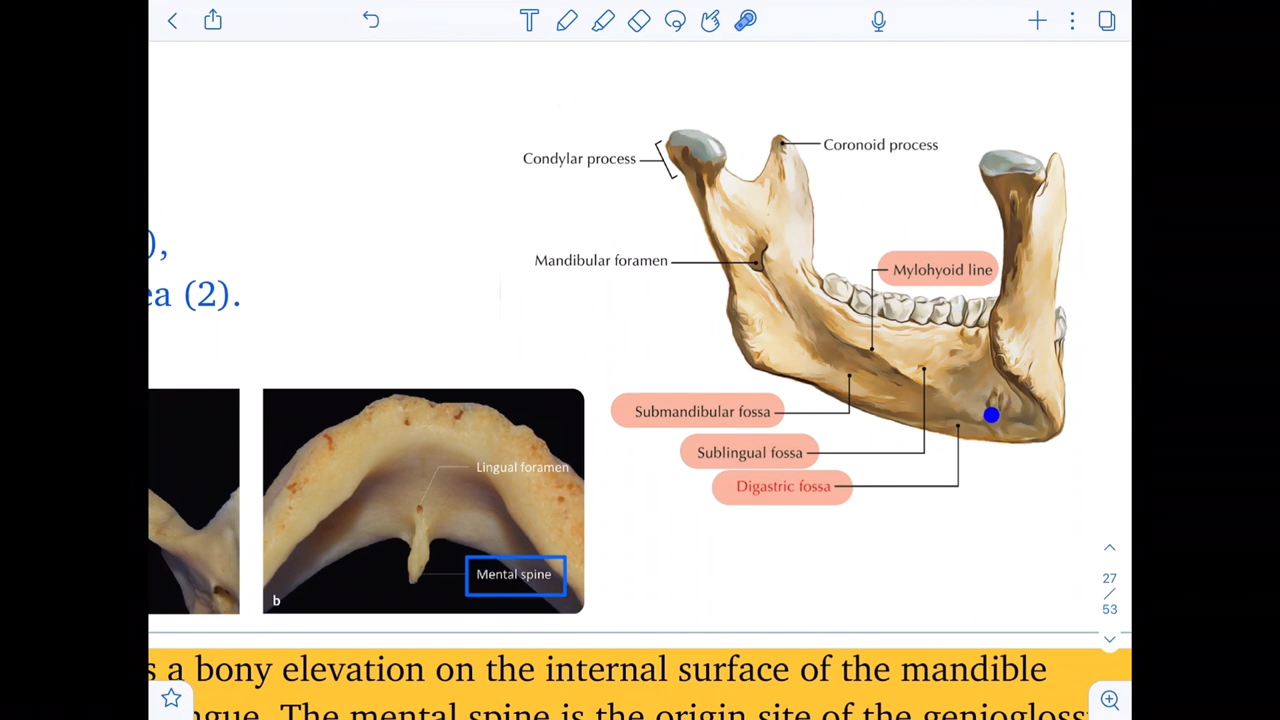 Coronoid process
Condylar process
),
Mandibular foramen
Mylohyoid line
ea (2).
Submandibular fossa
Sublingual fossa
Lingual foramen
Digastric fossa
Mental spine
b
27
/
53
s a bony elevation on the internal surface of the mandible
ngue. The mental spine is the origin site of the genigloss